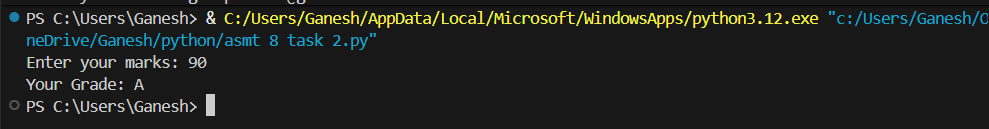 PS C:\Users\Ganesh> & C:/Users/Ganesh/AppData/Local/Microsoft/WindowsApps/python3.12.exe "c:/Users/Ganesh/O
neDrive/Ganesh/python/asmt 8 task 2.py"
Enter your marks: 90
Your Grade: A
PS C:\Users\Ganesh>